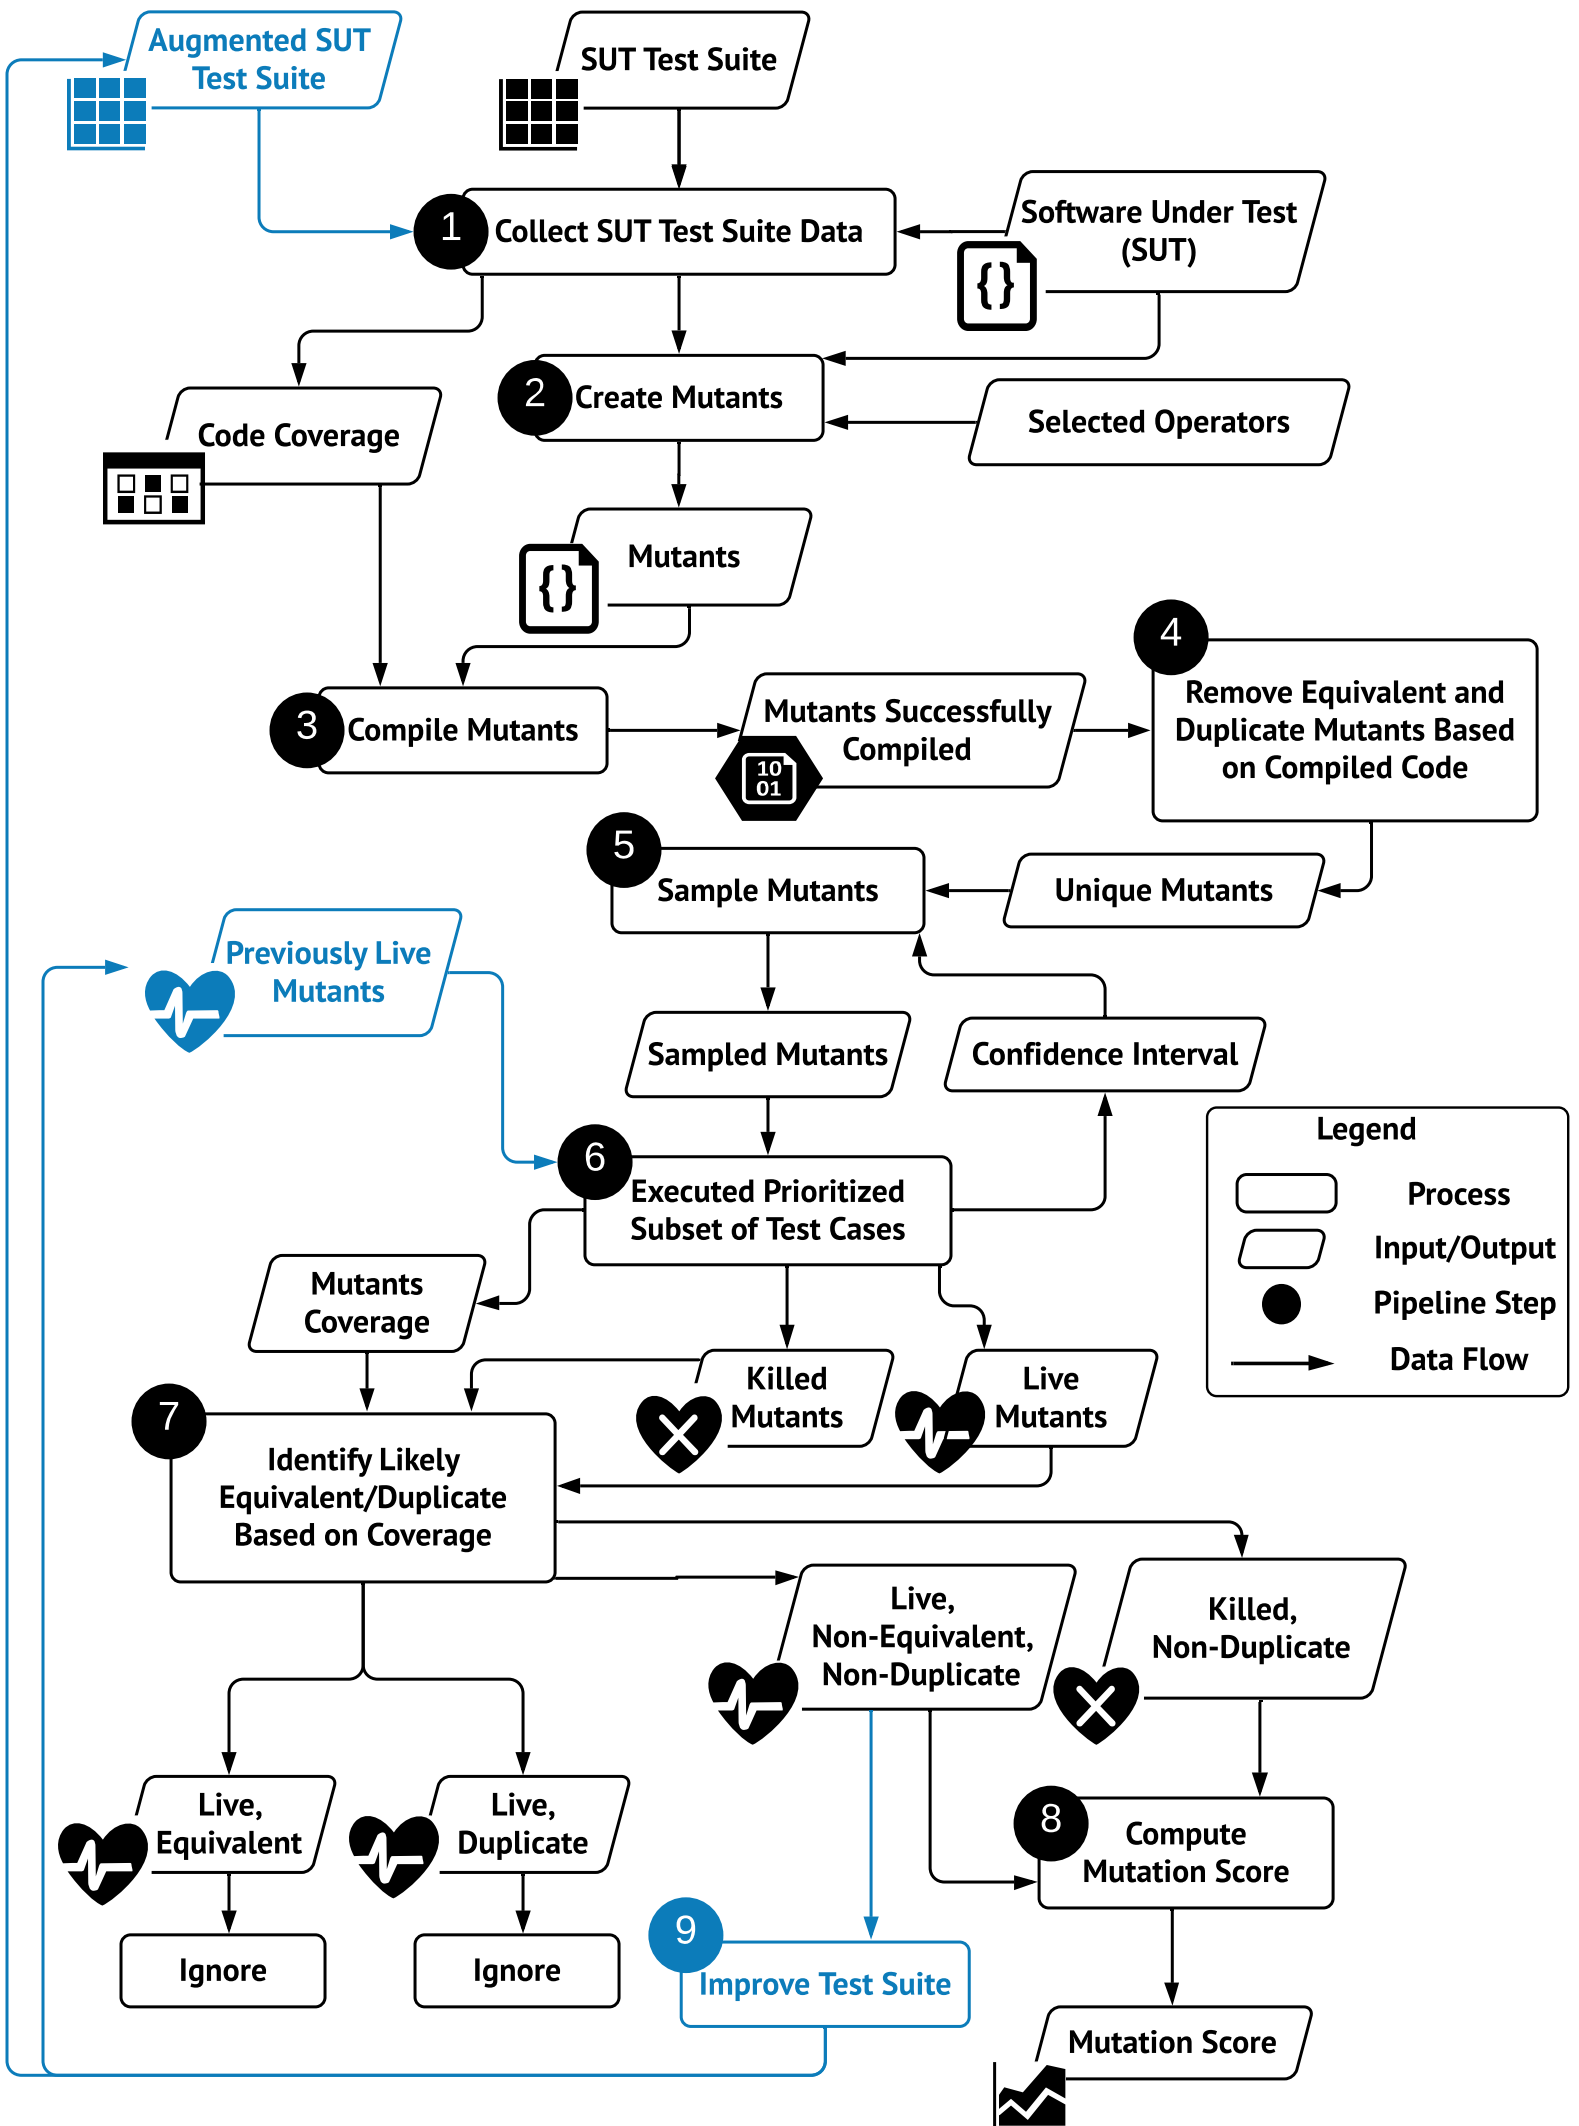 Augmented SUT
Test Suite
SUT Test Suite
1
Collect SUT Test Suite Data
Software Under Test
(SUT)
{}
2
Create Mutants
Selected Operators
Code Coverage
Mutants
{}
3
Compile Mutants
Mutants Successfully
Compiled
10
01
4
Remove Equivalent and
Duplicate Mutants Based
on Compiled Code
5
Sample Mutants
Unique Mutants
Previously Live
Mutants
Sampled Mutants
Confidence Interval
6
Executed Prioritized
Subset of Test Cases
Legend
Process
Input/Output
Pipeline Step
Data Flow
Mutants
Coverage
Killed
Mutants
Live
Mutants
7
Identify Likely
Equivalent/Duplicate
Based on Coverage
Live,
Non-Equivalent,
Non-Duplicate
Killed,
Non-Duplicate
Live,
Equivalent
Live,
Duplicate
8
Compute
Mutation Score
Ignore
Ignore
9
Improve Test Suite
Mutation Score